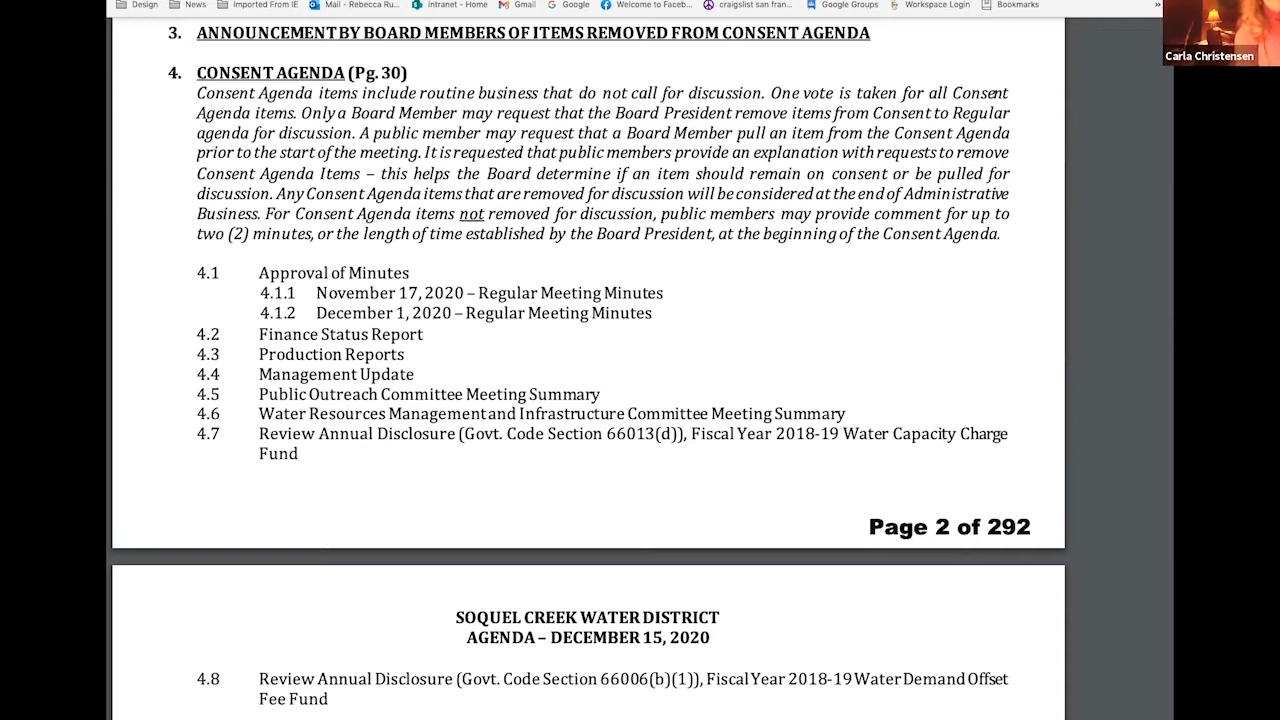 Design News Imported From IE Mail - Rebecca Ru... Intranet - Home Gmail Google Welcome to Faceb... craigslist san fran... Google Groups Workspace Login Bookmarks »
Carla Christensen
3. ANNOUNCEMENT BY BOARD MEMBERS OF ITEMS REMOVED FROM CONSENT AGENDA
4. CONSENT AGENDA (Pg. 30)
Consent Agenda items include routine business that do not call for discussion. One vote is taken for all Consent
Agenda items. Only a Board Member may request that the Board President remove items from Consent to Regular
agenda for discussion. A public member may request that a Board Member pull an item from the Consent Agenda
prior to the start of the meeting. It is requested that public members provide an explanation with requests to remove
Consent Agenda Items – this helps the Board determine if an item should remain on consent or be pulled for
discussion. Any Consent Agenda items that are removed for discussion will be considered at the end of Administrative
Business. For Consent Agenda items not removed for discussion, public members may provide comment for up to
two (2) minutes, or the length of time established by the Board President, at the beginning of the Consent Agenda.
4.1 Approval of Minutes
4.1.1 November 17, 2020 – Regular Meeting Minutes
4.1.2 December 1, 2020 – Regular Meeting Minutes
4.2 Finance Status Report
4.3 Production Reports
4.4 Management Update
4.5 Public Outreach Committee Meeting Summary
4.6 Water Resources Management and Infrastructure Committee Meeting Summary
4.7 Review Annual Disclosure (Govt. Code Section 66013(d)), Fiscal Year 2018-19 Water Capacity Charge
Fund
Page 2 of 292
SOQUEL CREEK WATER DISTRICT
AGENDA – DECEMBER 15, 2020
4.8 Review Annual Disclosure (Govt. Code Section 66006(b)(1)), Fiscal Year 2018-19 Water Demand Offset
Fee Fund